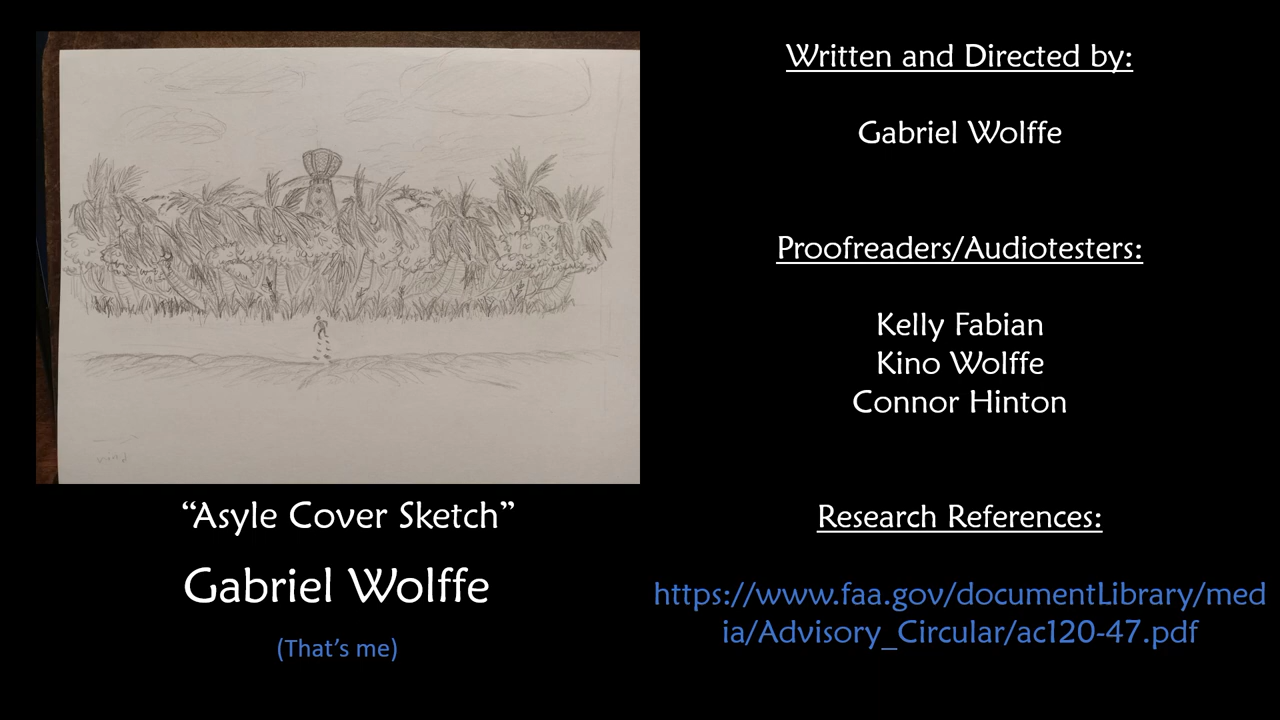 Written and Directed by:
Gabriel Wolffe
Proofreaders/Audiotesters:
Kelly Fabian
Kino Wolffe
Connor Hinton
Research References:
https://www.faa.gov/documentLibrary/med
ia/Advisory_Circular/ac120-47.pdf
“Asyle Cover Sketch”
Gabriel Wolffe
(That’s me)